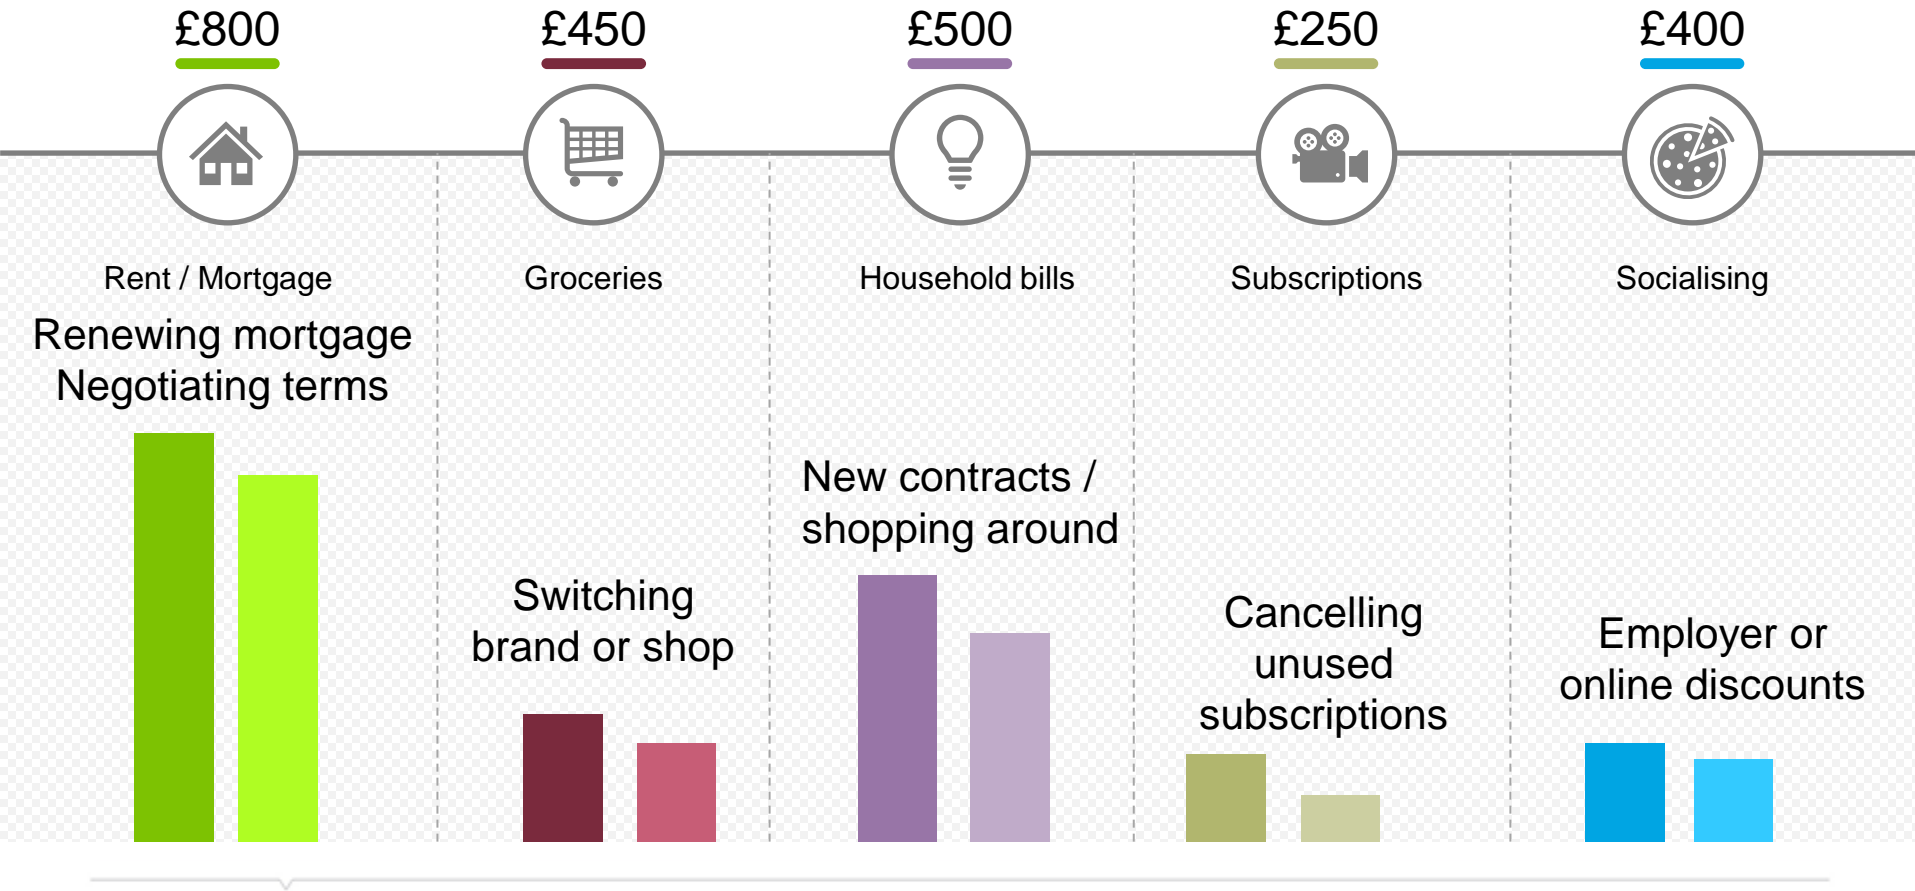 £800
£450
£500
£250
£400
Rent / Mortgage
Groceries
Household bills
Subscriptions
Socialising
Renewing mortgage
Negotiating terms
Switching
brand or shop
New contracts /
shopping around
Cancelling
unused
subscriptions
Employer or
online discounts